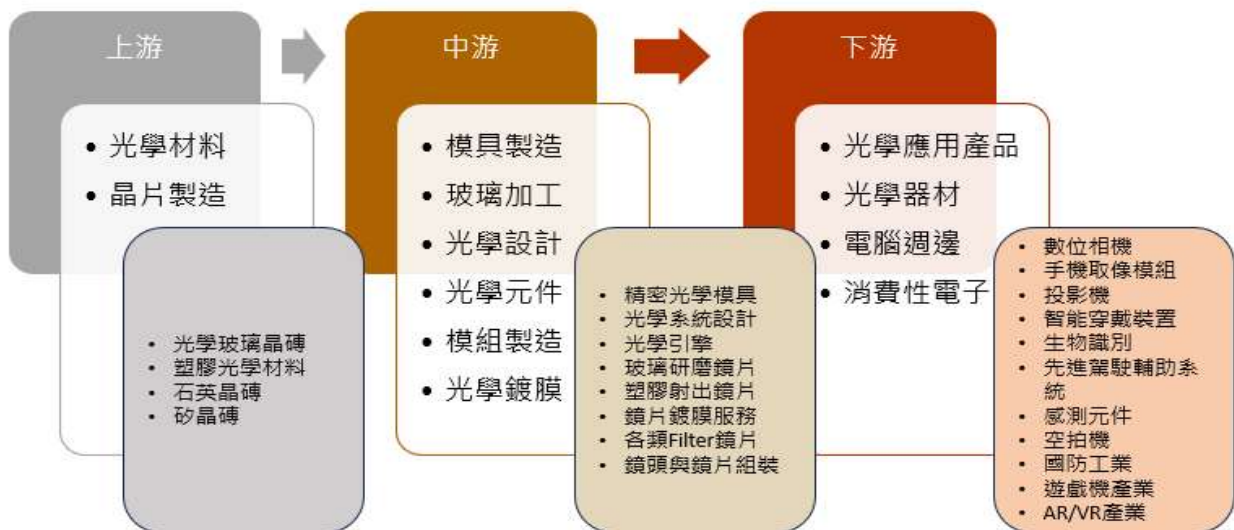 上游
• 光學材料
• 晶片製造
• 光學玻璃晶磚
• 塑膠光學材料
• 石英晶磚
• 矽晶磚
中游
• 模具製造
• 玻璃加工
• 光學設計
• 光學元件
• 模組製造
• 光學鍍膜
• 精密光學模具
• 光學系統設計
• 光學引擎
• 玻璃研磨鏡片
• 塑膠射出鏡片
• 鏡片鍍膜服務
• 各類Filter鏡片
• 鏡頭與鏡片組裝
下游
• 光學應用產品
• 光學器材
• 電腦週邊
• 消費性電子
• 數位相機
• 手機取像模組
• 投影機
• 智能穿戴裝置
• 生物識別
• 先進駕駛輔助系
統
• 感測元件
• 空拍機
• 國防工業
• 遊戲機產業
• AR/VR產業